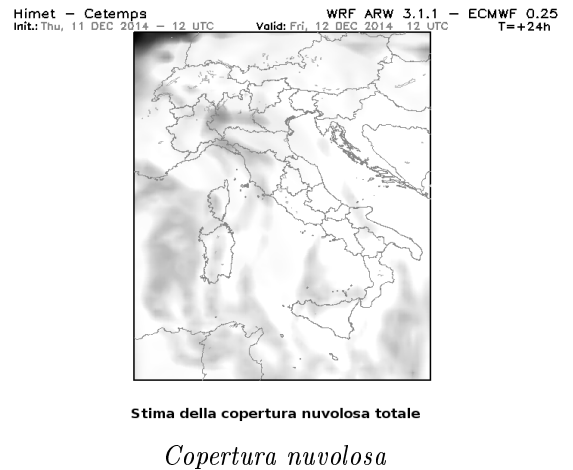 Himet – Cetemps WRF ARW 3.1.1 – ECMWF 0.25
Init.: Thu, 11 DEC 2014 – 12 UTC Valid: Fri, 12 DEC 2014 12 UTC T=+24h
Stima della copertura nuvolosa totale
Copertura nuvolosa